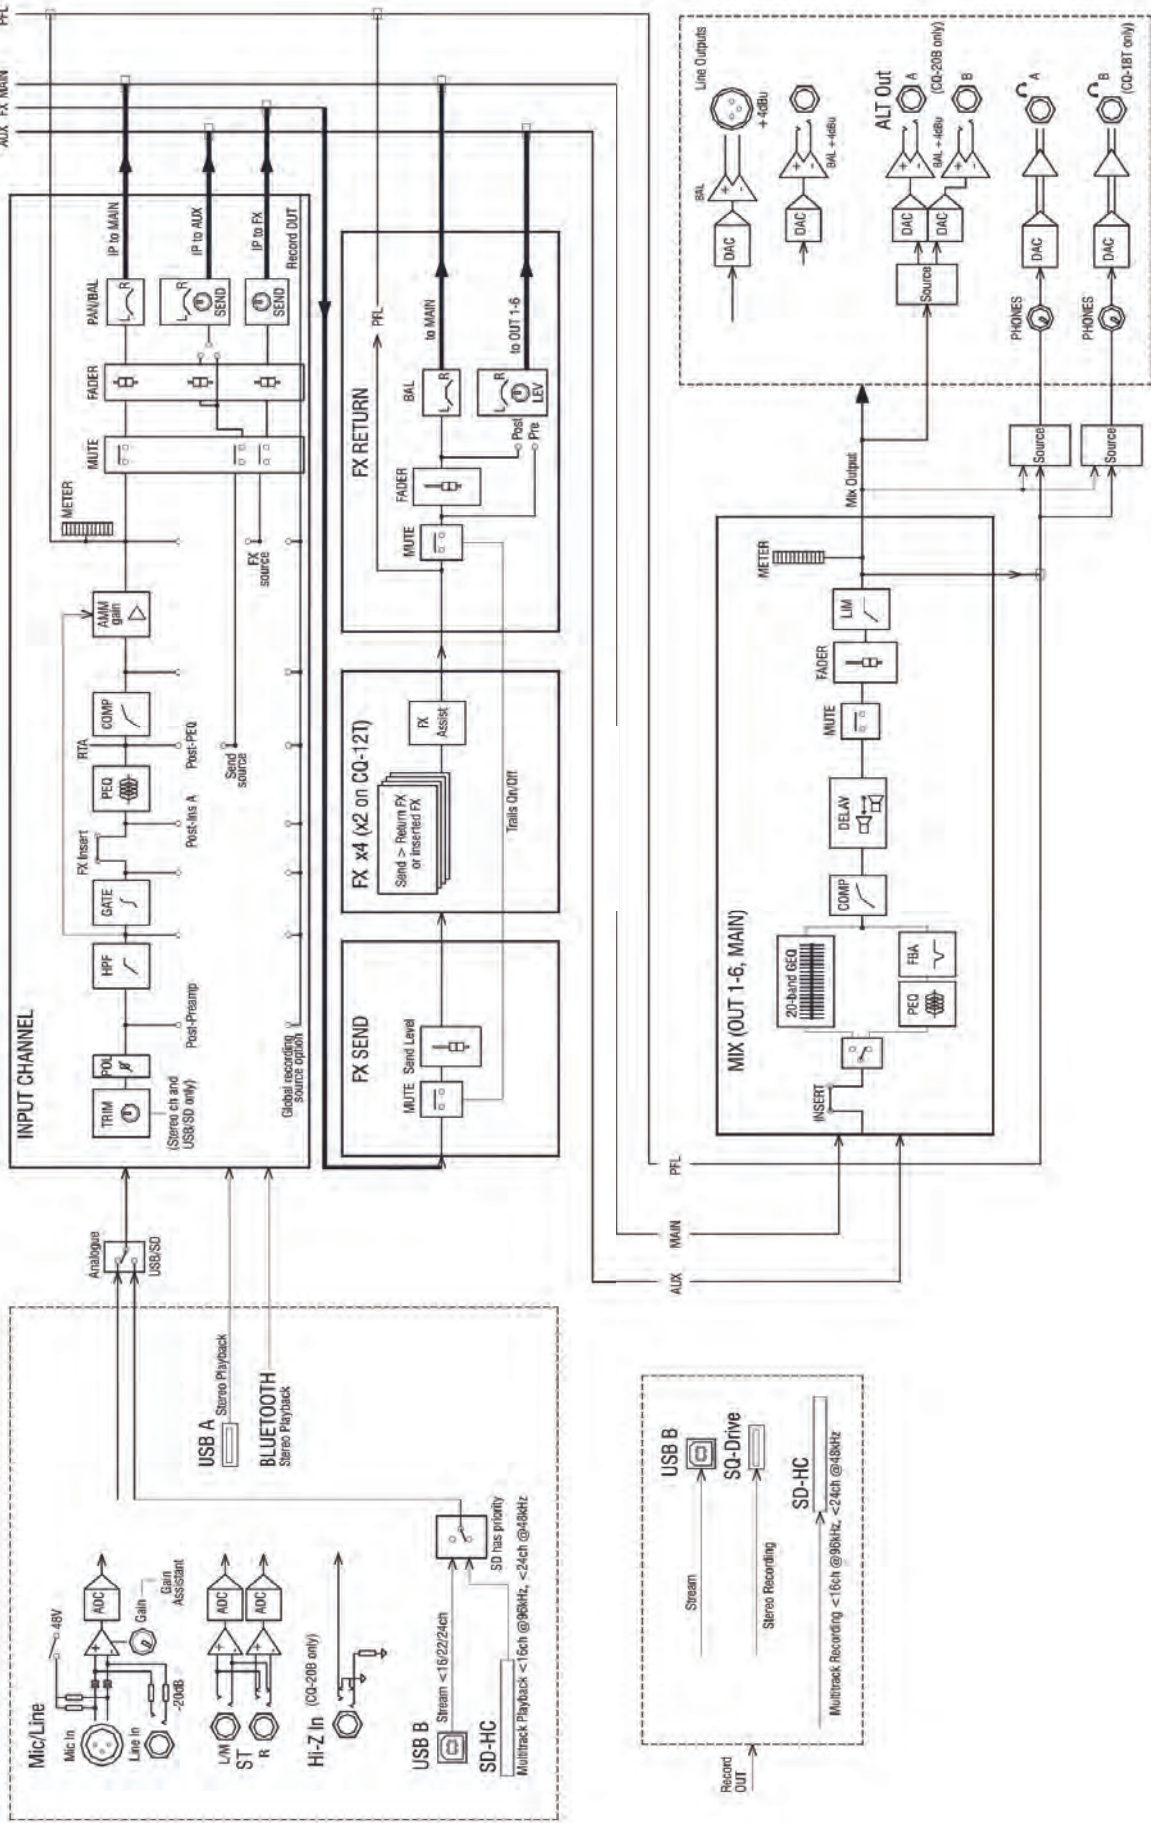 Mic/Line
Mic In
Line In
48V
-20dB
ADC
Gain
Gain
Assistant
L/M
ST
R
ADC
ADC
Hi-Z In (CQ-20B only)
USB B
Stream <16/22/24ch
SD-HC
Multitrack Playback <16ch @96kHz, <24ch @48kHz
SD has priority
USB A
Stereo Playback
BLUETOOTH
Stereo Playback
Analogue
USB/SD
INPUT CHANNEL
TRIM
(Stereo ch and
USB/SD only)
POL
Post-Preamp
HPF
GATE
FX Insert
Post-Ins A
PEQ
RTA
Post-PEQ
COMP
AMM
gain
METER
Send
source
FX
source
Global recording
source option
MUTE
FADER
PAN/BAL
L R
IP to MAIN
L R
SEND
IP to AUX
SEND
IP to FX
Record OUT
AUX FX MAIN
PFL
FX SEND
MUTE
Send Level
FX x4 (x2 on CQ-12T)
Send > Return FX
or inserted FX
FX
Assist
Trails On/Off
FX RETURN
MUTE
FADER
Post
Pre
BAL
L R
L R
LEV
PFL
to MAIN
to OUT 1-6
AUX
MAIN
PFL
MIX (OUT 1-6, MAIN)
INSERT
20-band GEQ
PEQ
FBA
COMP
DELAY
MUTE
FADER
LIM
METER
Mix Output
Source
Source
Source
Line Outputs
DAC
BAL
+ 4dBu
DAC
BAL +4dBu
ALT Out
DAC
DAC
BAL +4dBu
A
(CQ-20B only)
B
PHONES
DAC
A
PHONES
DAC
B
(CQ-18T only)
Record
OUT
Stream
USB B
Stereo Recording
SQ-Drive
SD-HC
Multitrack Recording <16ch @96kHz, <24ch @48kHz